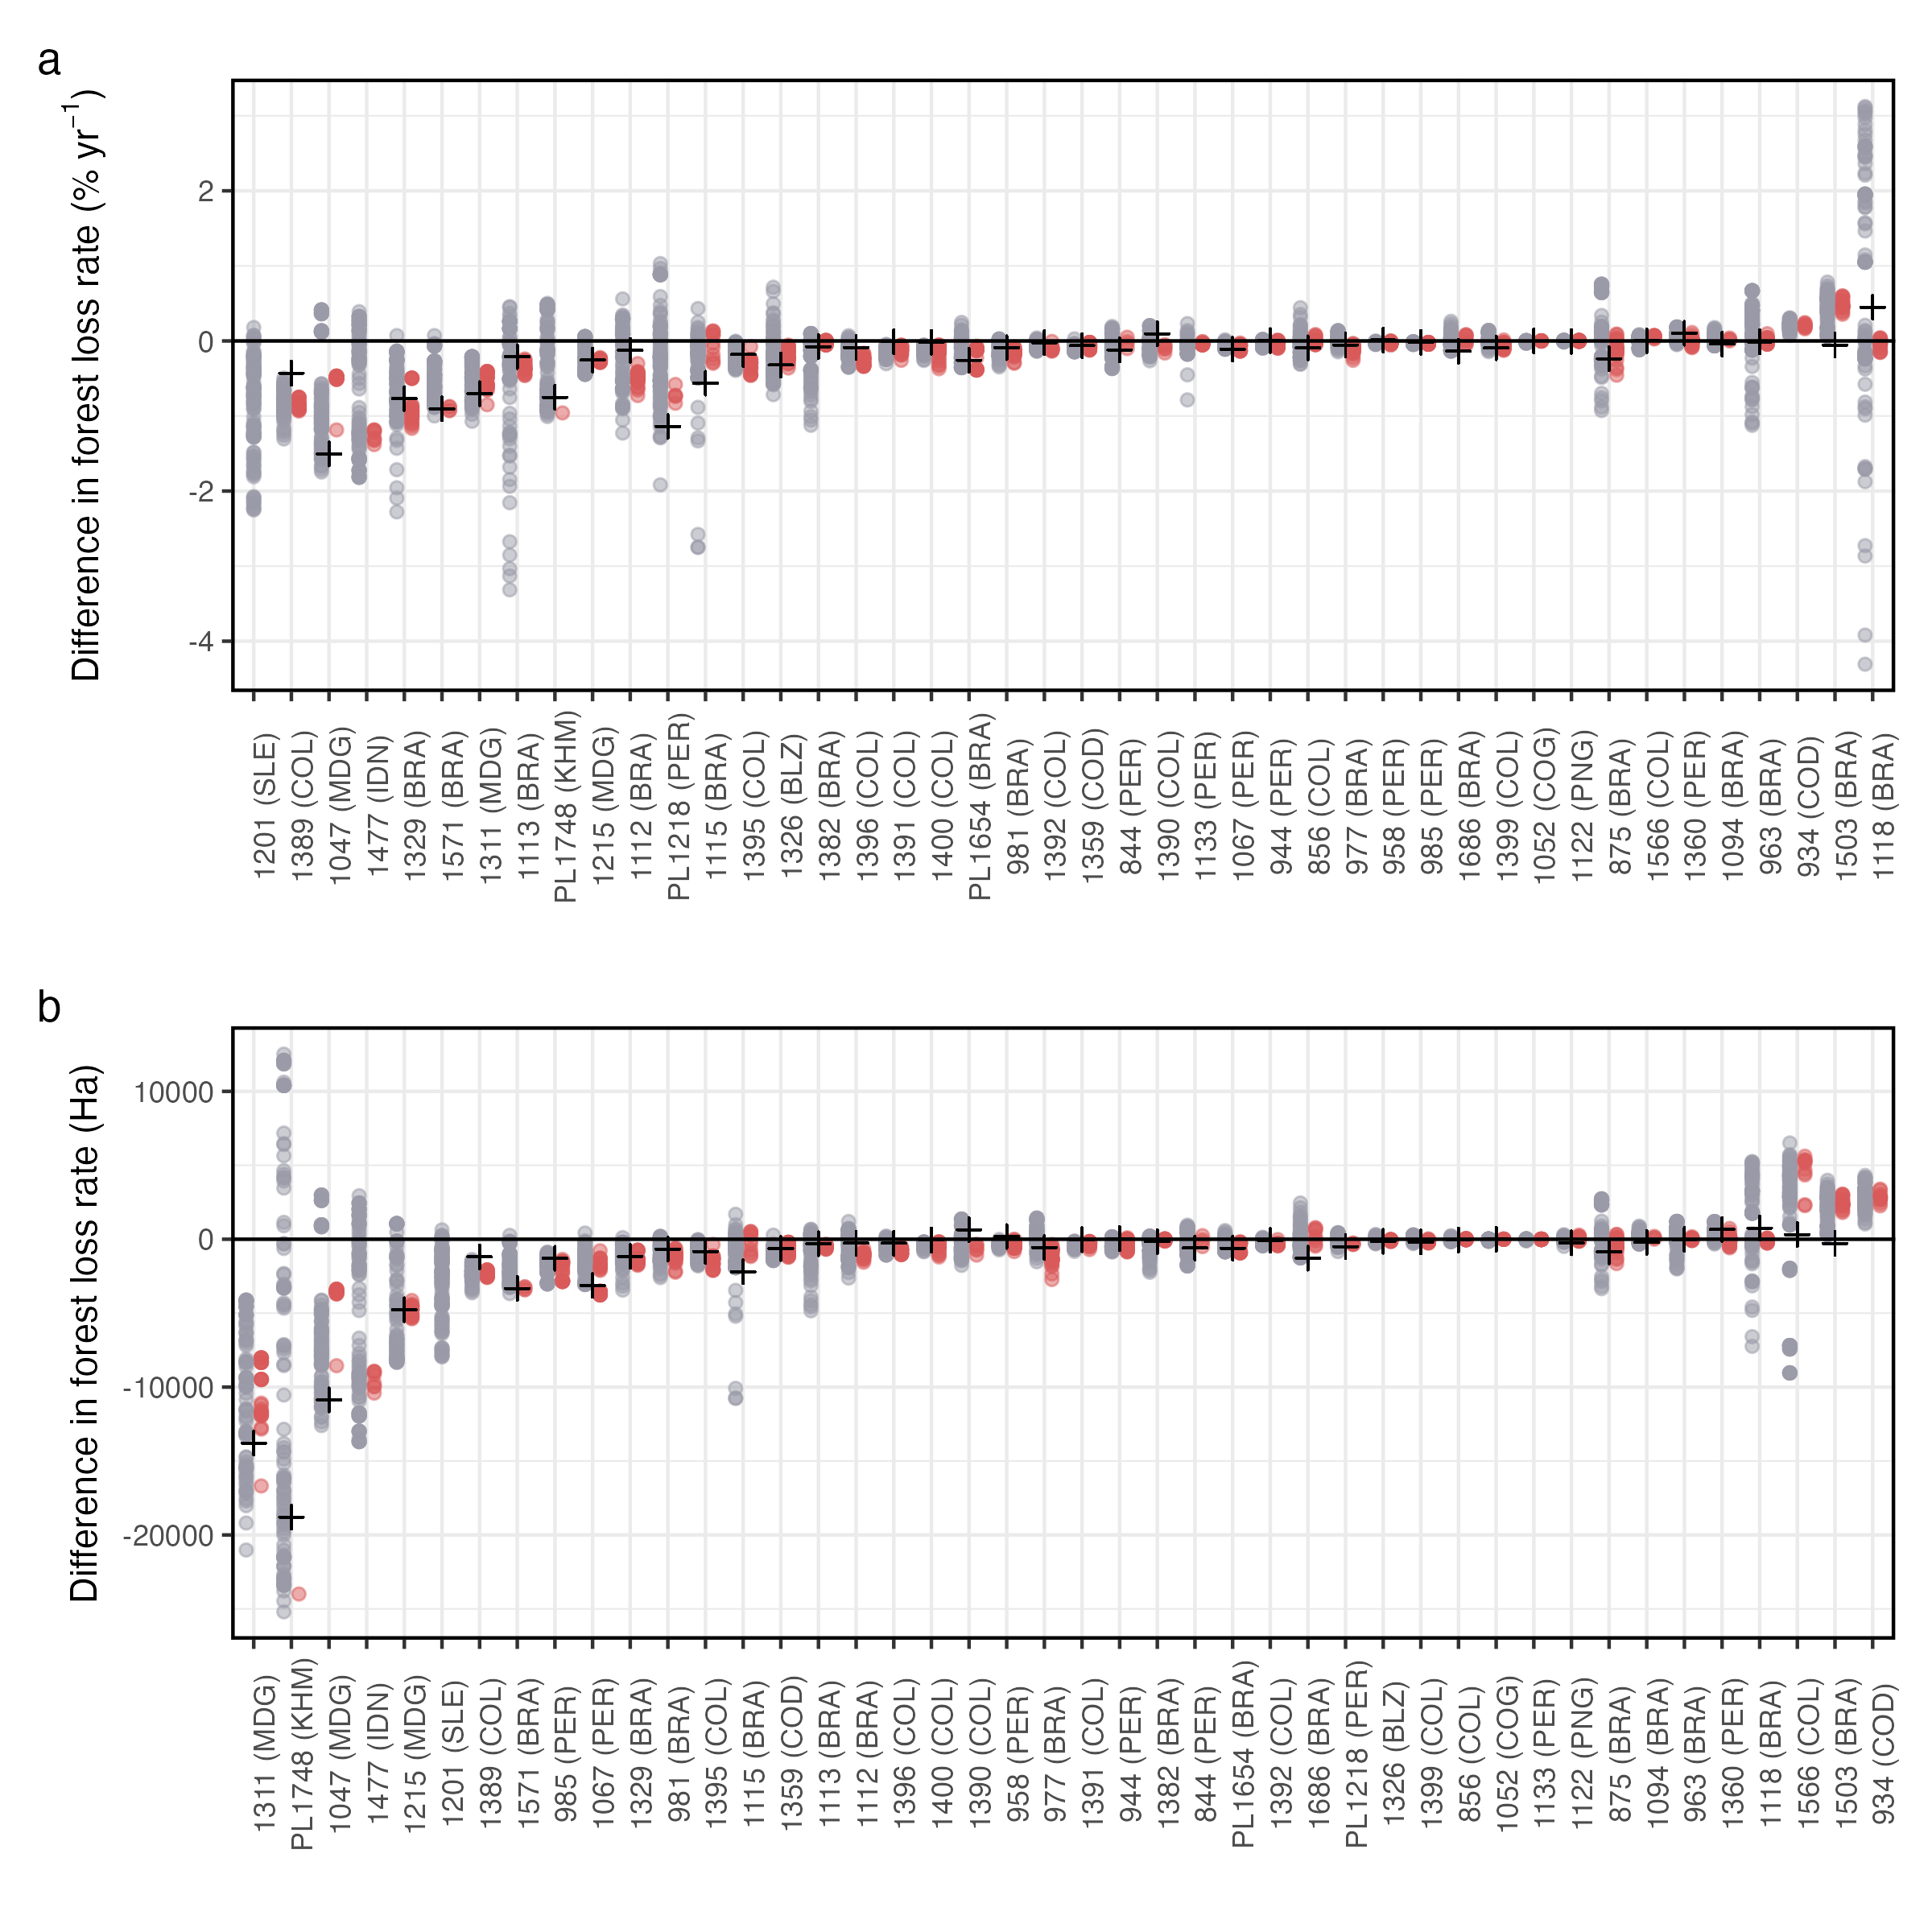 a
Difference in forest loss rate (% yr⁻¹)
2
0
-2
-4
1201 (SLE)
1389 (COL)
1047 (MDG)
1477 (IDN)
1329 (BRA)
1571 (BRA)
1311 (MDG)
1113 (BRA)
PL1748 (KHM)
1215 (MDG)
1112 (BRA)
PL1218 (PER)
1115 (BRA)
1395 (COL)
1326 (BLZ)
1382 (BRA)
1396 (COL)
1391 (COL)
1400 (COL)
PL1654 (BRA)
981 (BRA)
1392 (COL)
1359 (COD)
844 (PER)
1390 (COL)
1133 (PER)
1067 (PER)
944 (PER)
856 (COL)
977 (BRA)
958 (PER)
985 (PER)
1686 (BRA)
1399 (COL)
1052 (COG)
1122 (PNG)
875 (BRA)
1566 (COL)
1360 (PER)
1094 (BRA)
963 (BRA)
934 (COD)
1503 (BRA)
1118 (BRA)
b
Difference in forest loss rate (Ha)
10000
0
-10000
-20000
1311 (MDG)
PL1748 (KHM)
1047 (MDG)
1477 (IDN)
1215 (MDG)
1201 (SLE)
1389 (COL)
1571 (BRA)
985 (PER)
1067 (PER)
1329 (BRA)
981 (BRA)
1395 (COL)
1115 (BRA)
1359 (COD)
1113 (BRA)
1112 (BRA)
1396 (COL)
1400 (COL)
1390 (COL)
958 (PER)
977 (BRA)
1391 (COL)
944 (PER)
1382 (BRA)
844 (PER)
PL1654 (BRA)
1392 (COL)
1686 (BRA)
PL1218 (PER)
1326 (BLZ)
1399 (COL)
856 (COL)
1052 (COG)
1133 (PER)
1122 (PNG)
875 (BRA)
1094 (BRA)
963 (BRA)
1360 (PER)
1118 (BRA)
1566 (COL)
1503 (BRA)
934 (COD)